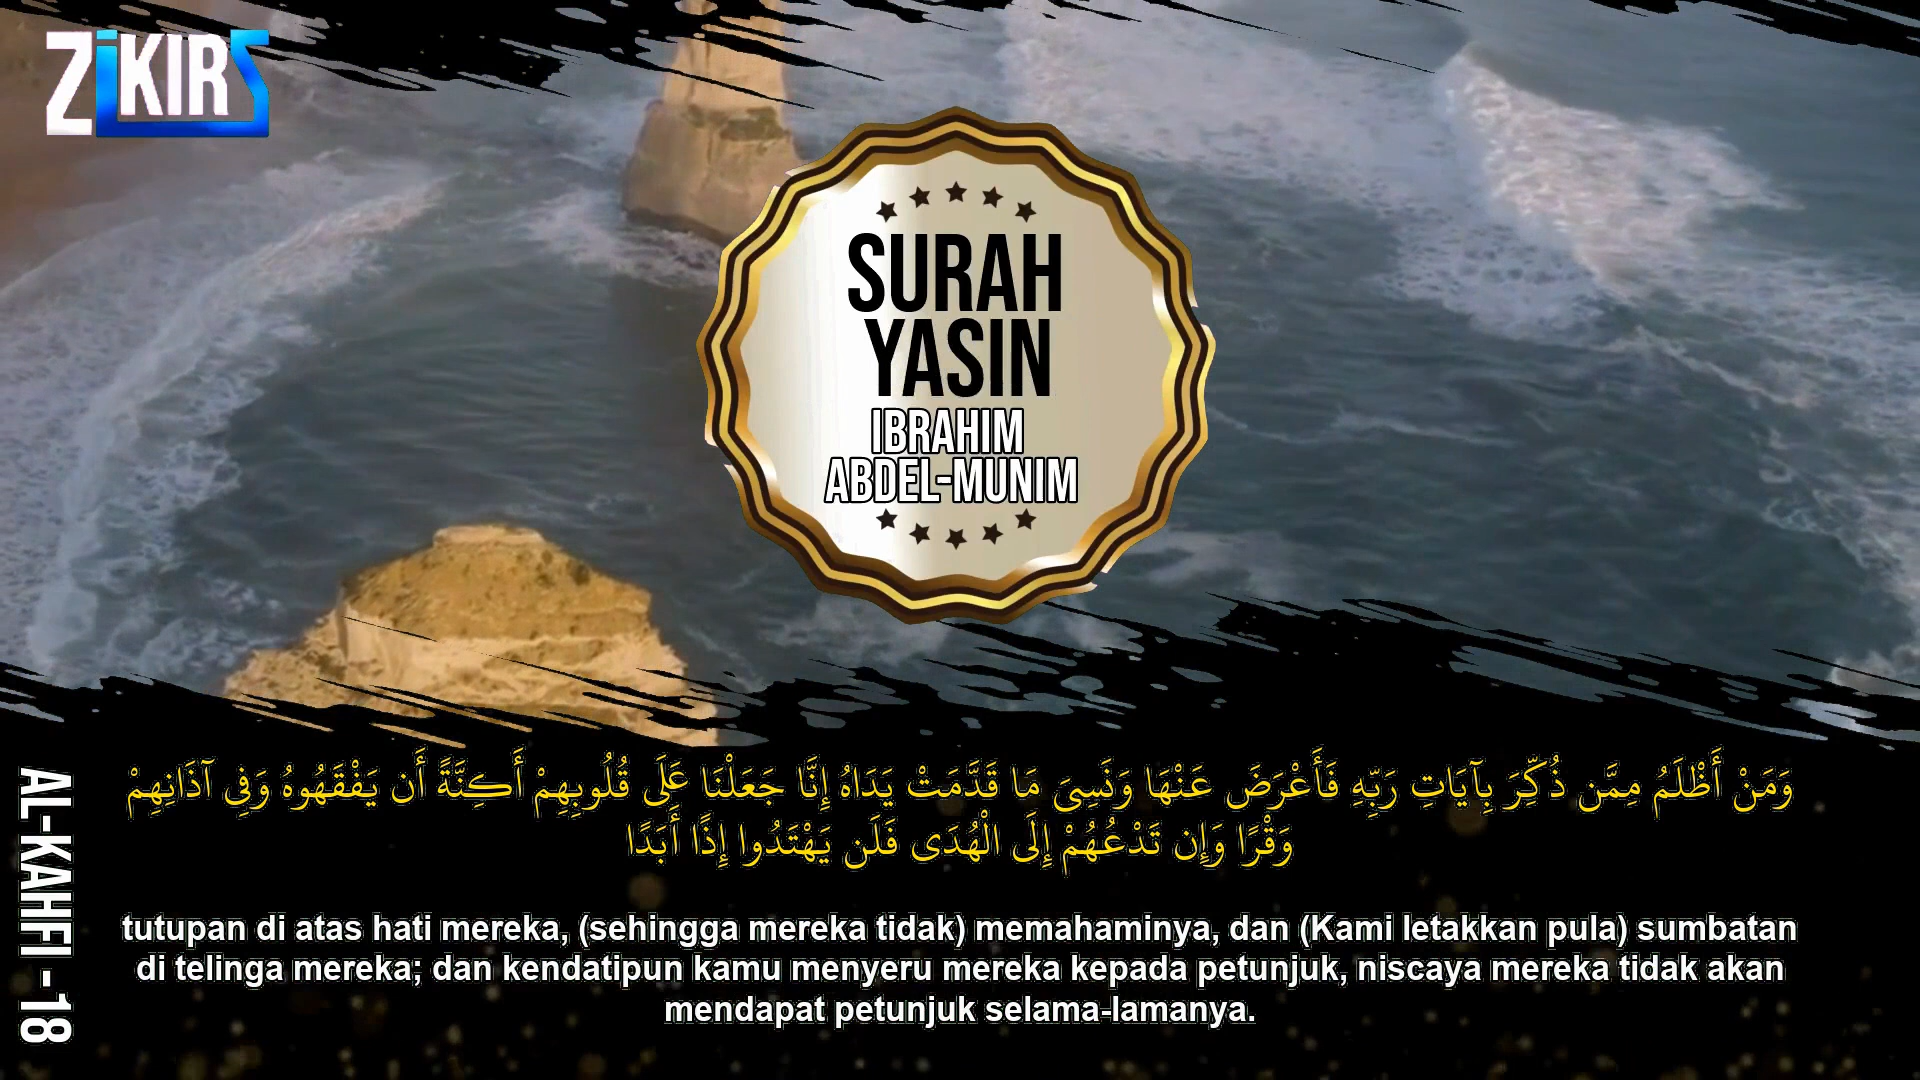 ZiKIRS
SURAH
YASIN
IBRAHIM
ABDEL-MUNIM
وَمَنْ أَظْلَمُ مِمَّن ذُكِّرَ بِآيَاتِ رَبِّهِ فَأَعْرَضَ عَنْهَا وَنَسِىَ مَا قَدَّمَتْ يَدَاهُ إِنَّا جَعَلْنَا عَلَى قُلُوبِهِمْ أَكِنَّةً أَن يَفْقَهُوهُ وَفِى آذَانِهِمْ
وَقْرًا وَإِن تَدْعُهُمْ إِلَى الْهُدَى فَلَن يَهْتَدُوا إِذًا أَبَدًا
AL-KAHFI - 18
tutupan di atas hati mereka, (sehingga mereka tidak) memahaminya, dan (Kami letakkan pula) sumbatan
di telinga mereka; dan kendatipun kamu menyeru mereka kepada petunjuk, niscaya mereka tidak akan
mendapat petunjuk selama-lamanya.